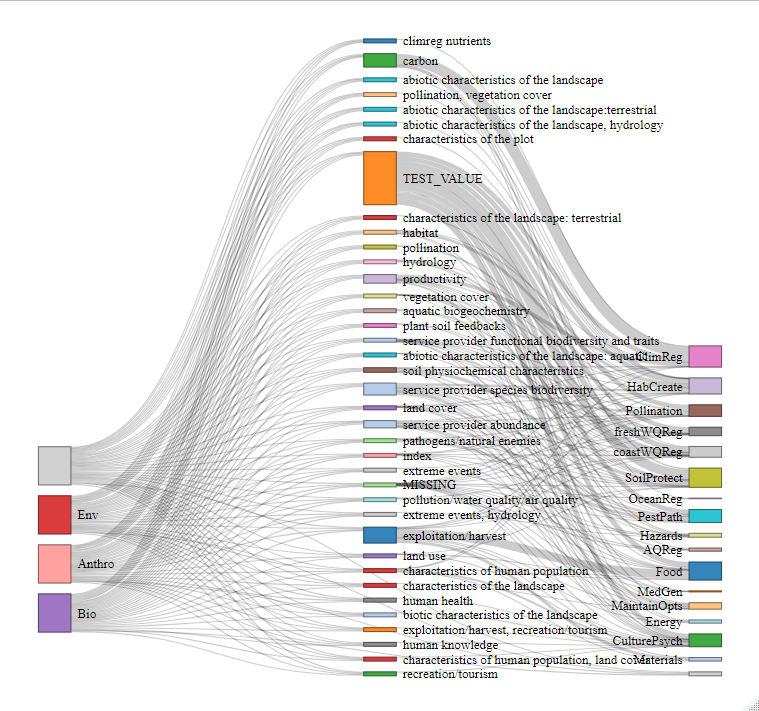 climreg nutrients
carbon
abiotic characteristics of the landscape
pollination, vegetation cover
abiotic characteristics of the landscape:terrestrial
abiotic characteristics of the landscape, hydrology
characteristics of the plot
TEST_VALUE
characteristics of the landscape: terrestrial
habitat
pollination
hydrology
productivity
vegetation cover
aquatic biogeochemistry
plant soil feedbacks
service provider functional biodiversity and traits
abiotic characteristics of the landscape: aquatic
soil physiochemical characteristics
service provider species biodiversity
land cover
service provider abundance
pathogens/natural enemies
index
extreme events
MISSING
pollution/water quality/air quality
extreme events, hydrology
exploitation/harvest
land use
characteristics of human population
characteristics of the landscape
human health
biotic characteristics of the landscape
exploitation/harvest, recreation/tourism
human knowledge
characteristics of human population, land cover
recreation/tourism
Env
Anthro
Bio
ClimReg
HabCreate
Pollination
freshWQReg
coastWQReg
SoilProtect
OceanReg
PestPath
Hazards
AQReg
Food
MedGen
MaintainOpts
Energy
CulturePsych
Materials